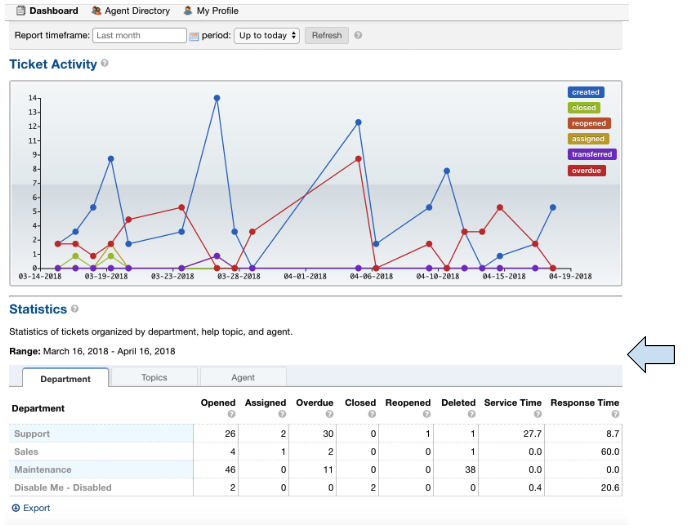 Dashboard Agent Directory My Profile
Report timeframe: Last month period: Up to today Refresh
Ticket Activity
created
closed
reopened
assigned
transferred
overdue
14
13
12
11
9
8
7
6
5
4
2
1
0
03-14-2018 03-19-2018 03-23-2018 03-28-2018 04-01-2018 04-06-2018 04-10-2018 04-15-2018 04-19-2018
Statistics
Statistics of tickets organized by department, help topic, and agent.
Range: March 16, 2018 - April 16, 2018
Department Topics Agent
Department Opened Assigned Overdue Closed Reopened Deleted Service Time Response Time
Support 26 2 30 0 1 1 27.7 8.7
Sales 4 1 2 0 0 1 0.0 60.0
Maintenance 46 0 11 0 0 38 0.0 0.0
Disable Me - Disabled 2 0 0 2 0 0 0.4 20.6
Export